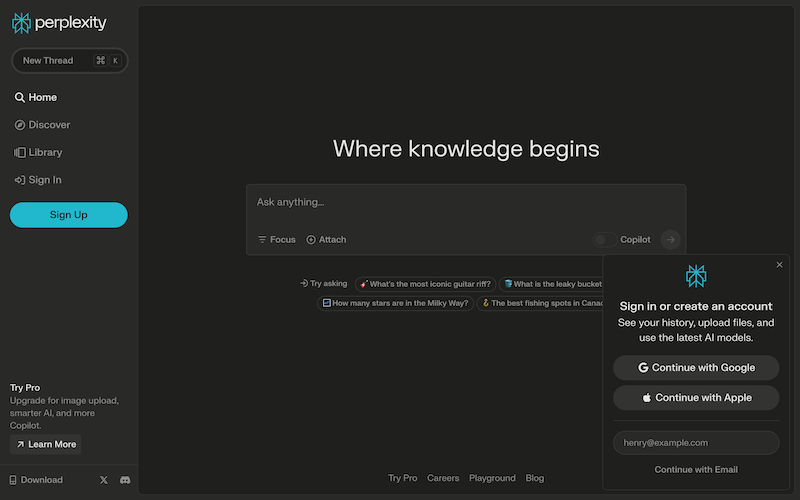 perplexity
New Thread ⌘ K
Home
Discover
Library
Sign In
Sign Up
Try Pro
Upgrade for image upload,
smarter AI, and more
Copilot.
Learn More
Download
Where knowledge begins
Ask anything...
Focus Attach Copilot
Try asking What's the most iconic guitar riff? What is the leaky bucket
How many stars are in the Milky Way? The best fishing spots in
Try Pro Careers Playground Blog
Sign in or create an account
See your history, upload files, and
use the latest AI models.
Continue with Google
Continue with Apple
henry@example.com
Continue with Email